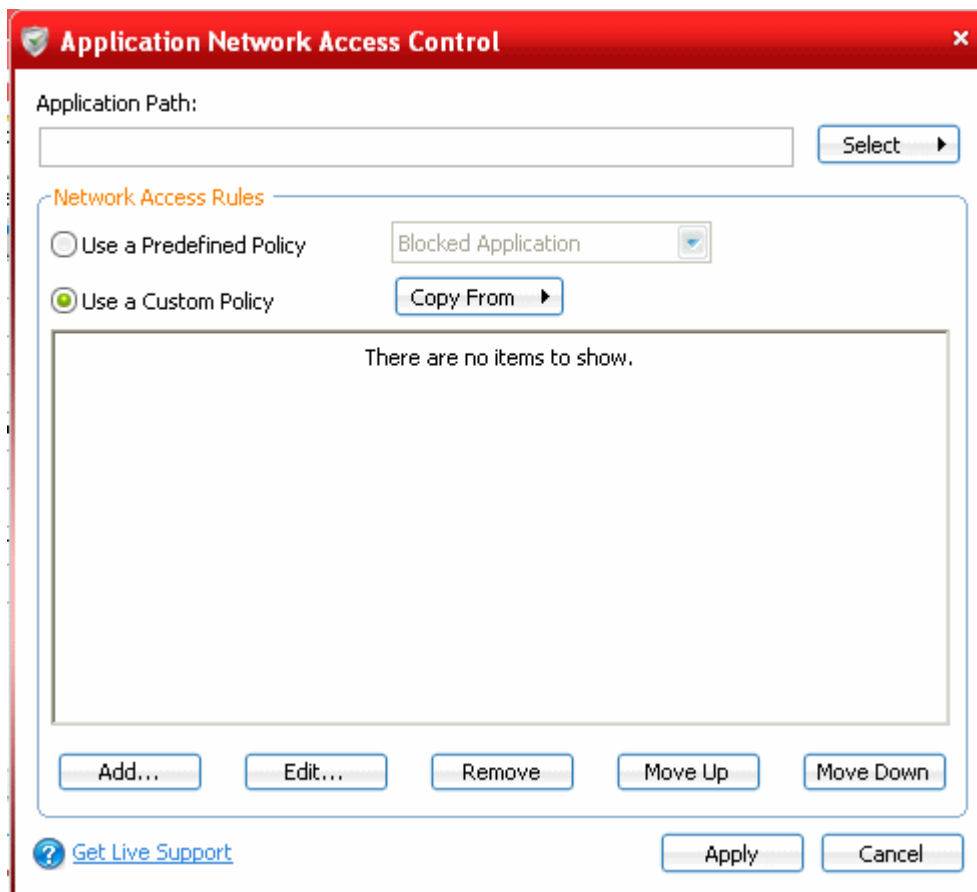 Application Network Access Control
Application Path:
Select
Network Access Rules
Use a Predefined Policy
Blocked Application
Use a Custom Policy
Copy From
There are no items to show.
Add...
Edit...
Remove
Move Up
Move Down
Get Live Support
Apply
Cancel